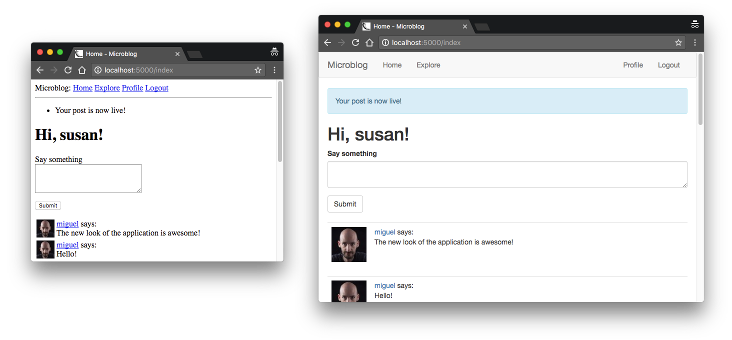 Home - Microblog
localhost:5000/index
Microblog: Home Explore Profile Logout
Your post is now live!
Hi, susan!
Say something
Submit
miguel says:
The new look of the application is awesome!
miguel says:
Hello!
Home - Microblog
localhost:5000/index
Microblog Home Explore Profile Logout
Your post is now live!
Hi, susan!
Say something
Submit
miguel says:
The new look of the application is awesome!
miguel says:
Hello!